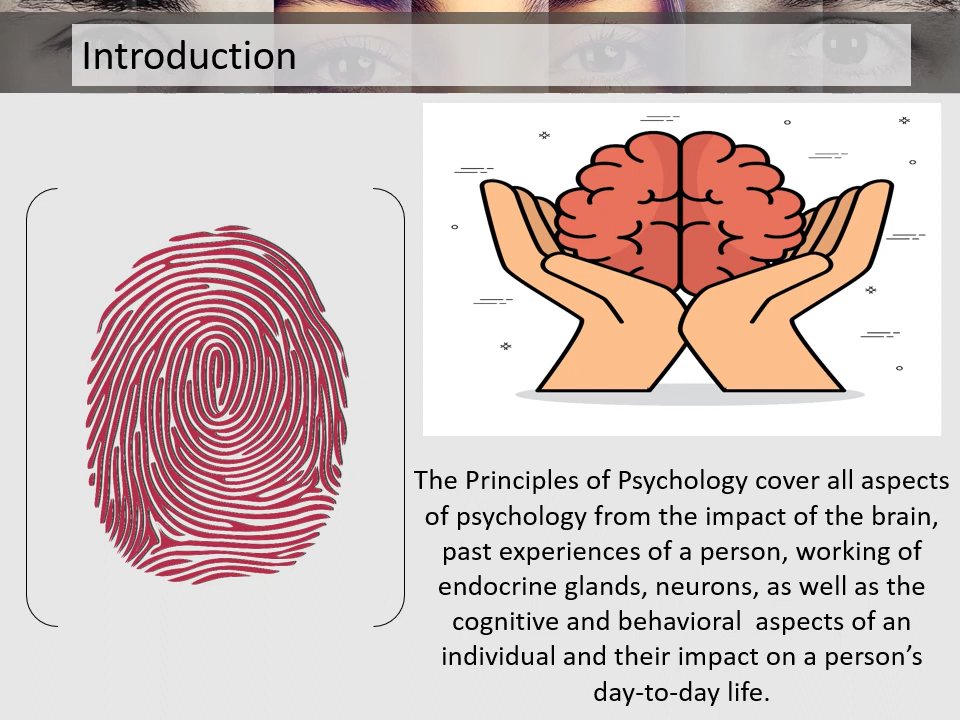 Introduction
The Principles of Psychology cover all aspects
of psychology from the impact of the brain,
past experiences of a person, working of
endocrine glands, neurons, as well as the
cognitive and behavioral  aspects of an
individual and their impact on a person’s
day-to-day life.